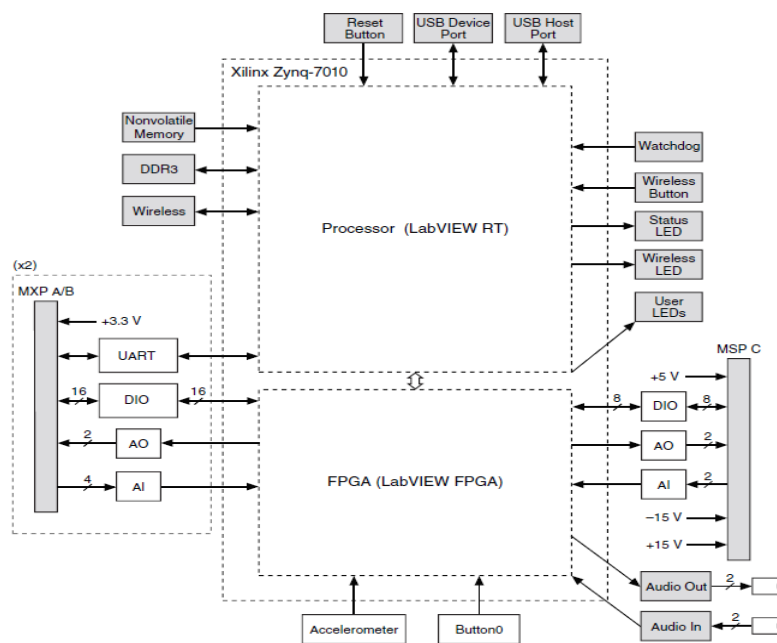 Reset
Button
USB Device
Port
USB Host
Port
Xilinx Zynq-7010
Nonvolatile
Memory
DDR3
Wireless
Processor (LabVIEW RT)
Watchdog
Wireless
Button
Status
LED
Wireless
LED
User
LEDs
(x2)
MXP A/B
+3.3 V
UART
16
DIO
16
2
AO
4
AI
FPGA (LabVIEW FPGA)
MSP C
+5 V
8
DIO
8
AO
2
AI
2
–15 V
+15 V
Audio Out
2
Audio In
2
Accelerometer
Button0